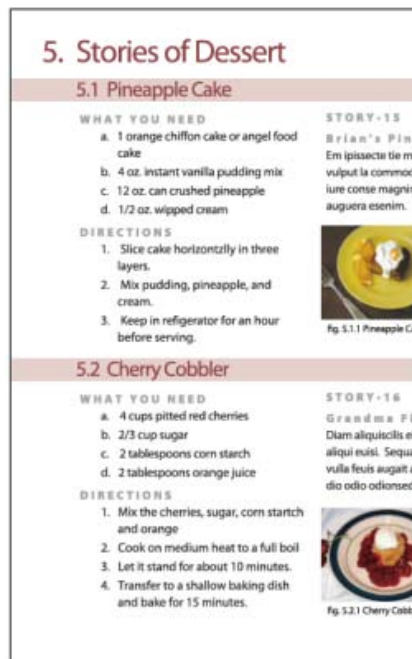 5. Stories of Dessert
5.1 Pineapple Cake
WHAT YOU NEED
a. 1 orange chiffon cake or angel food
cake
b. 4 oz. instant vanilla pudding mix
c. 12 oz. can crushed pineapple
d. 1/2 oz. wipped cream
DIRECTIONS
1. Slice cake horizontzlly in three
layers.
2. Mix pudding, pineapple, and
cream.
3. Keep in refigerator for an hour
before serving.
STORY-15
Brian's
Em ipissecte tie
vulput la
iure conse
auguera esenim.
fig. 5.1.1 Pineapple
5.2 Cherry Cobbler
WHAT YOU NEED
a. 4 cups pitted red cherries
b. 2/3 cup sugar
c. 2 tablespoons corn starch
d. 2 tablespoons orange juice
DIRECTIONS
1. Mix the cherries, sugar, corn startch
and orange
2. Cook on medium heat to a full boil
3. Let it stand for about 10 minutes.
4. Transfer to a shallow baking dish
and bake for 15 minutes.
STORY-16
Grandma
Diam aliquiscilis
aliqui euisi.
vulla feuis augait
dio odio
fig. 5.2.1 Cherry